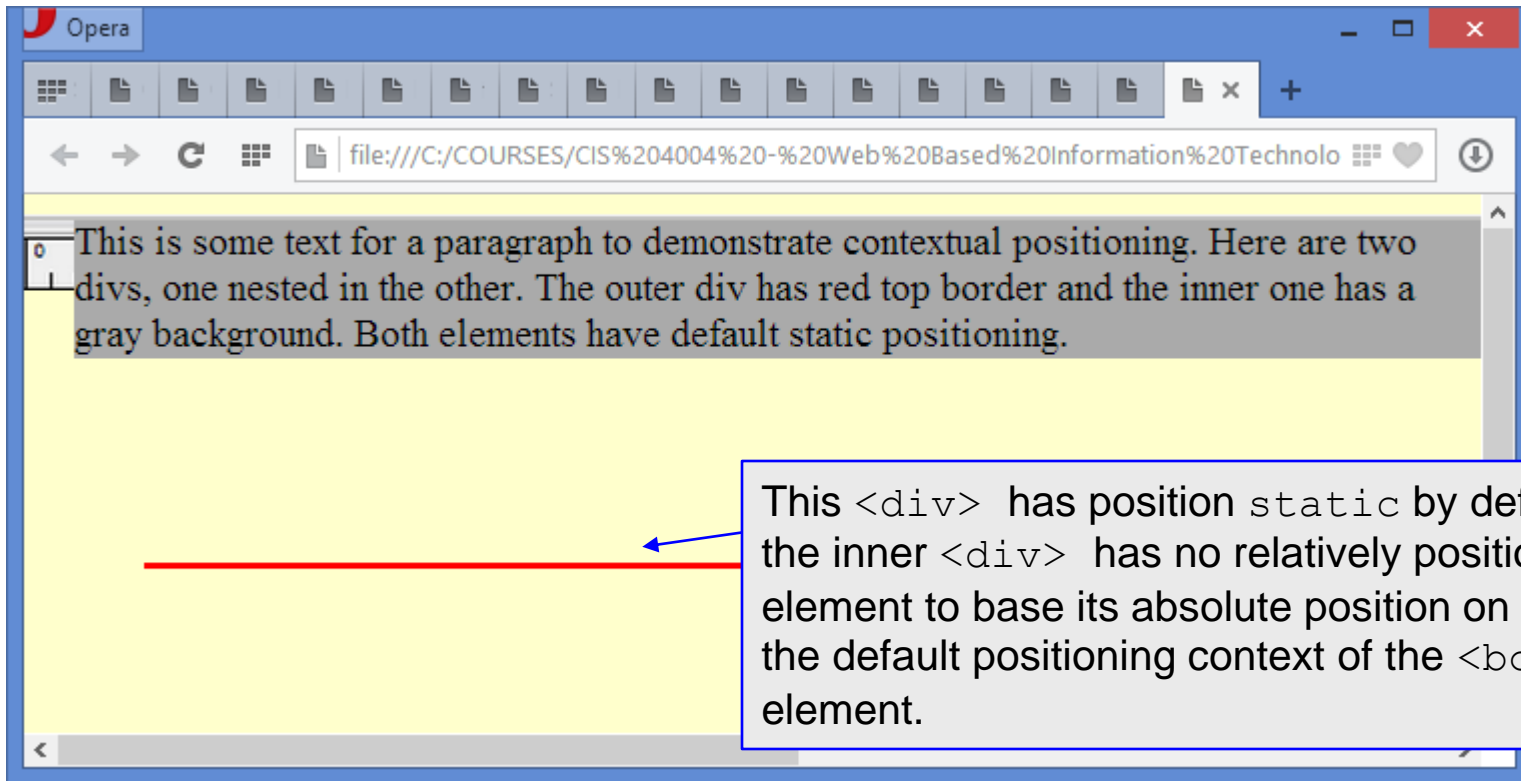 Opera
file:///C:/COURSES/CIS%204004%20-%20Web%20Based%20Information%20Technolo
0
This is some text for a paragraph to demonstrate contextual positioning. Here are two
divs, one nested in the other. The outer div has red top border and the inner one has a
gray background. Both elements have default static positioning.
This <div> has position static by def
the inner <div> has no relatively positio
element to base its absolute position on
the default positioning context of the <bo
element.